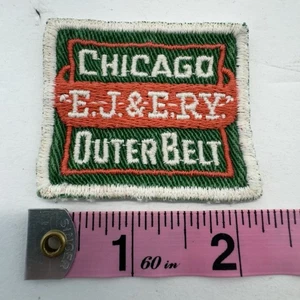 CHICAGO
"E.J.&E.RY."
OUTER BELT
1 60 in 2